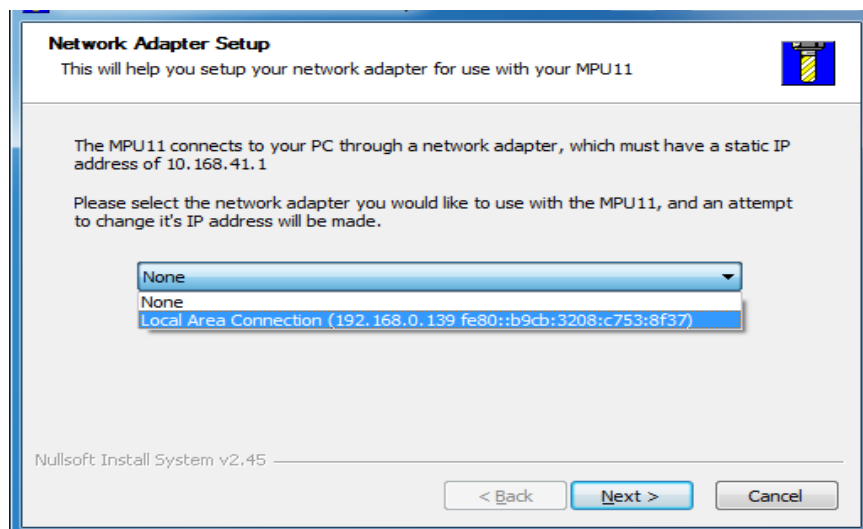 Network Adapter Setup
This will help you setup your network adapter for use with your MPU11
The MPU11 connects to your PC through a network adapter, which must have a static IP
address of 10.168.41.1
Please select the network adapter you would like to use with the MPU11, and an attempt
to change it's IP address will be made.
None
None
Local Area Connection (192.168.0.139 fe80::b9cb:3208:c753:8f37)
Nullsoft Install System v2.45
< Back
Next >
Cancel